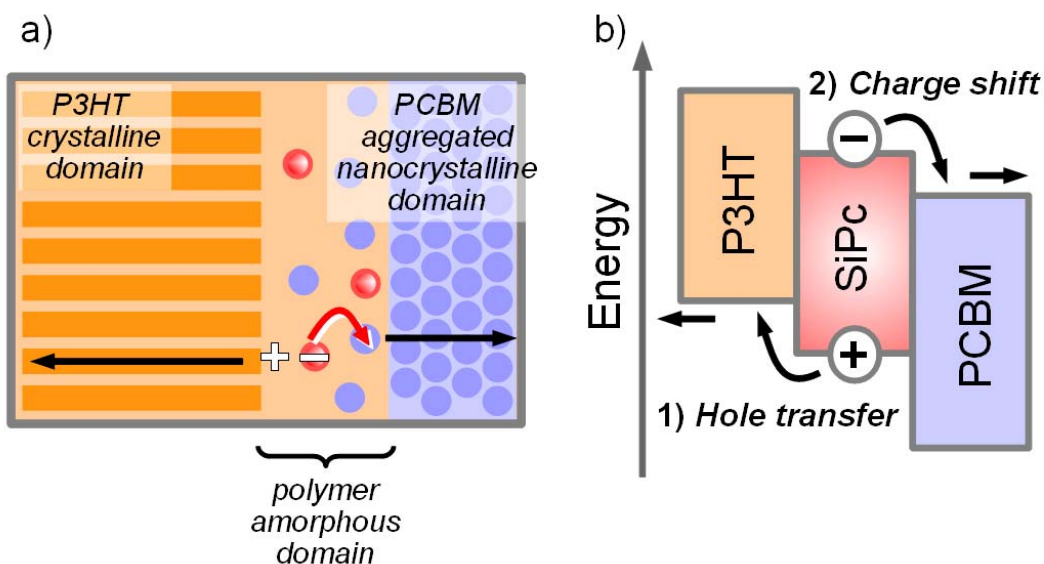 a)
P3HT
crystalline
domain
PCBM
aggregated
nanocrystalline
domain
+ −
polymer
amorphous
domain
b)
Energy
P3HT
SiPc
PCBM
2) Charge shift
−
+
1) Hole transfer